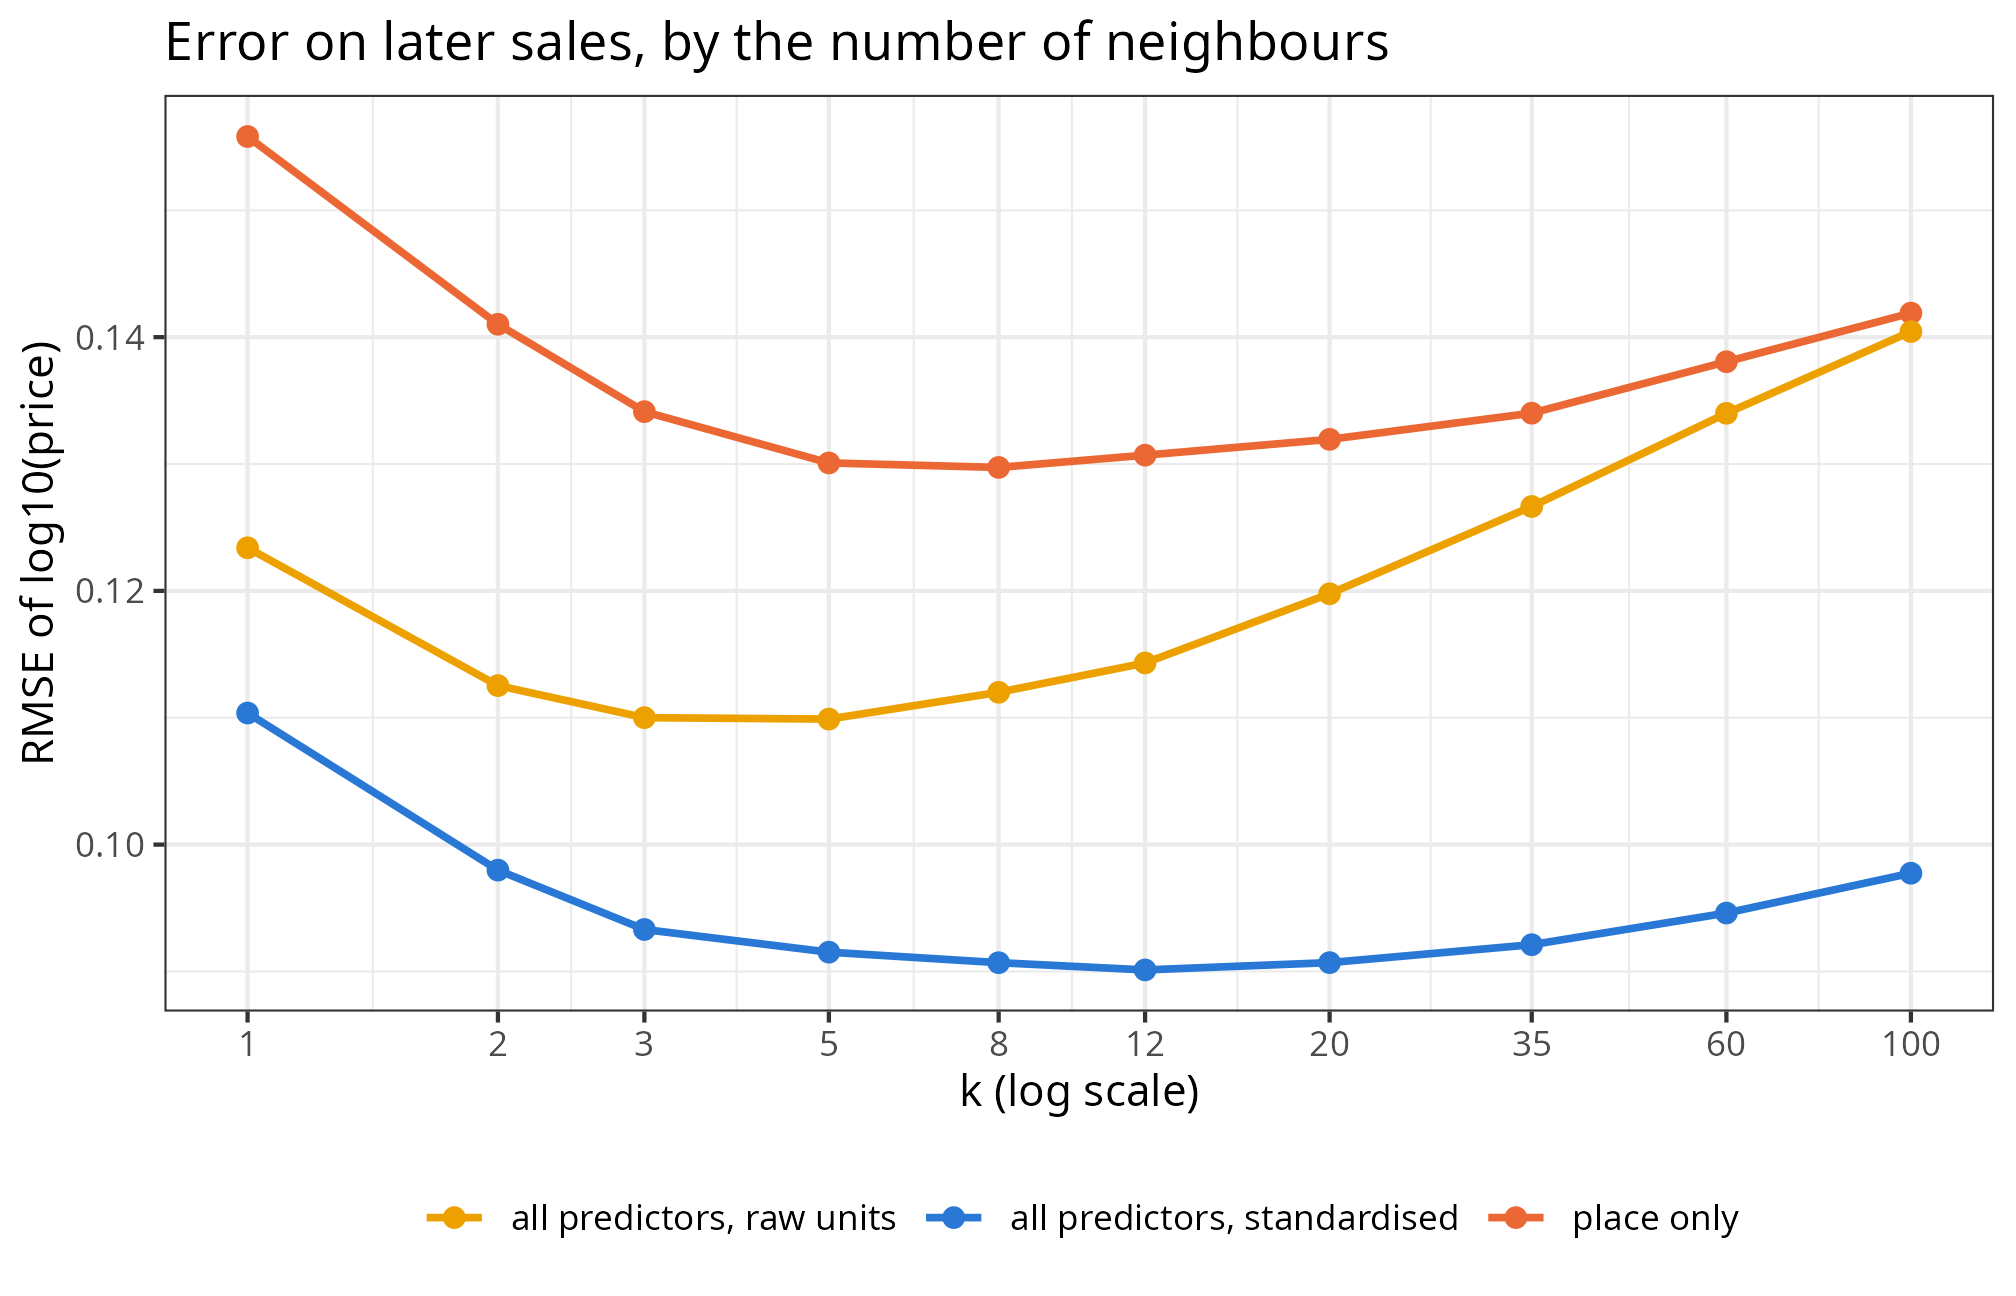 Error on later sales, by the number of neighbours
RMSE of log10(price)
0.14
0.12
0.10
1 2 3 5 8 12 20 35 60 100
k (log scale)
all predictors, raw units all predictors, standardised place only